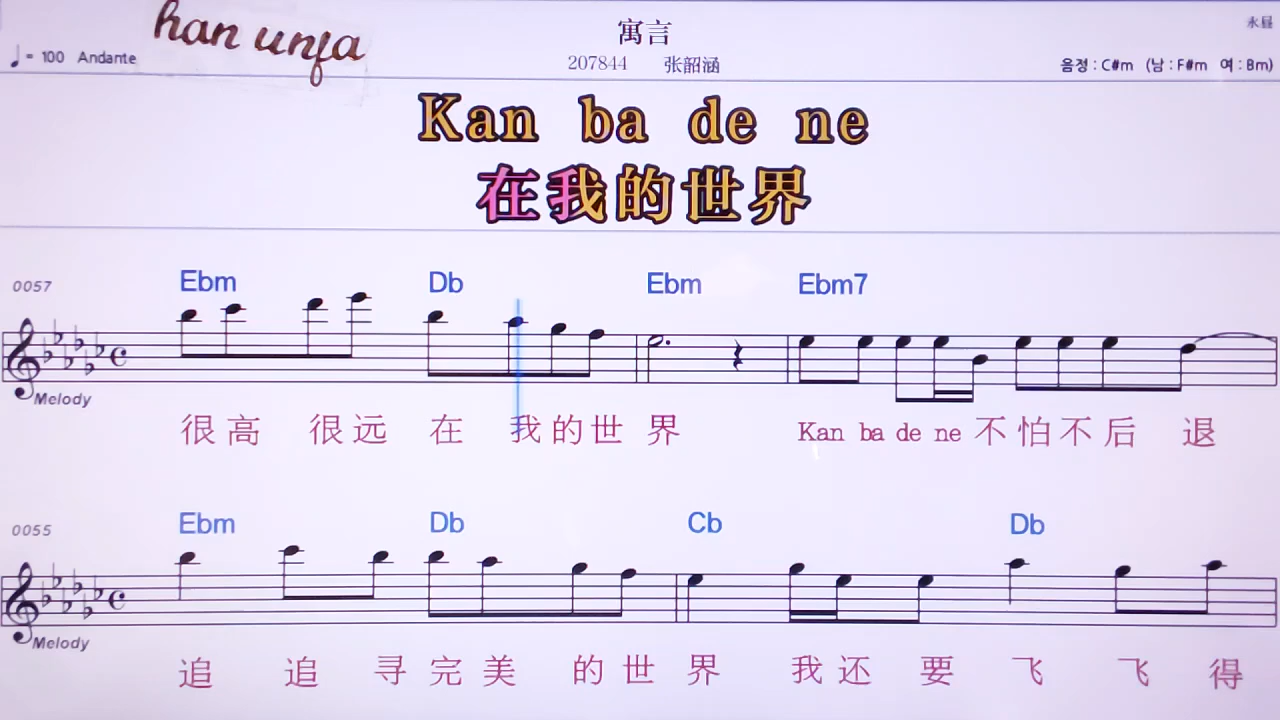 han unfa
寓言
永昼
♩= 100 Andante
207844 张韶涵
음정 : C#m (남 : F#m 여 : Bm)
Kan ba de ne
在我的世界
0057
Ebm Db Ebm Ebm7
Melody
很高 很远 在 我的世 界 Kan ba de ne 不怕不后 退
0055
Ebm Db Cb Db
Melody
追 追 寻完美 的世 界 我还 要 飞 飞 得